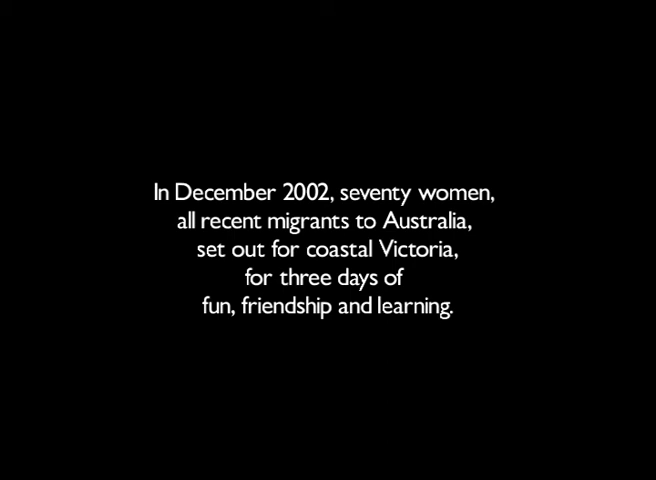 In December 2002, seventy women,
all recent migrants to Australia,
set out for coastal Victoria,
for three days of
fun, friendship and learning.